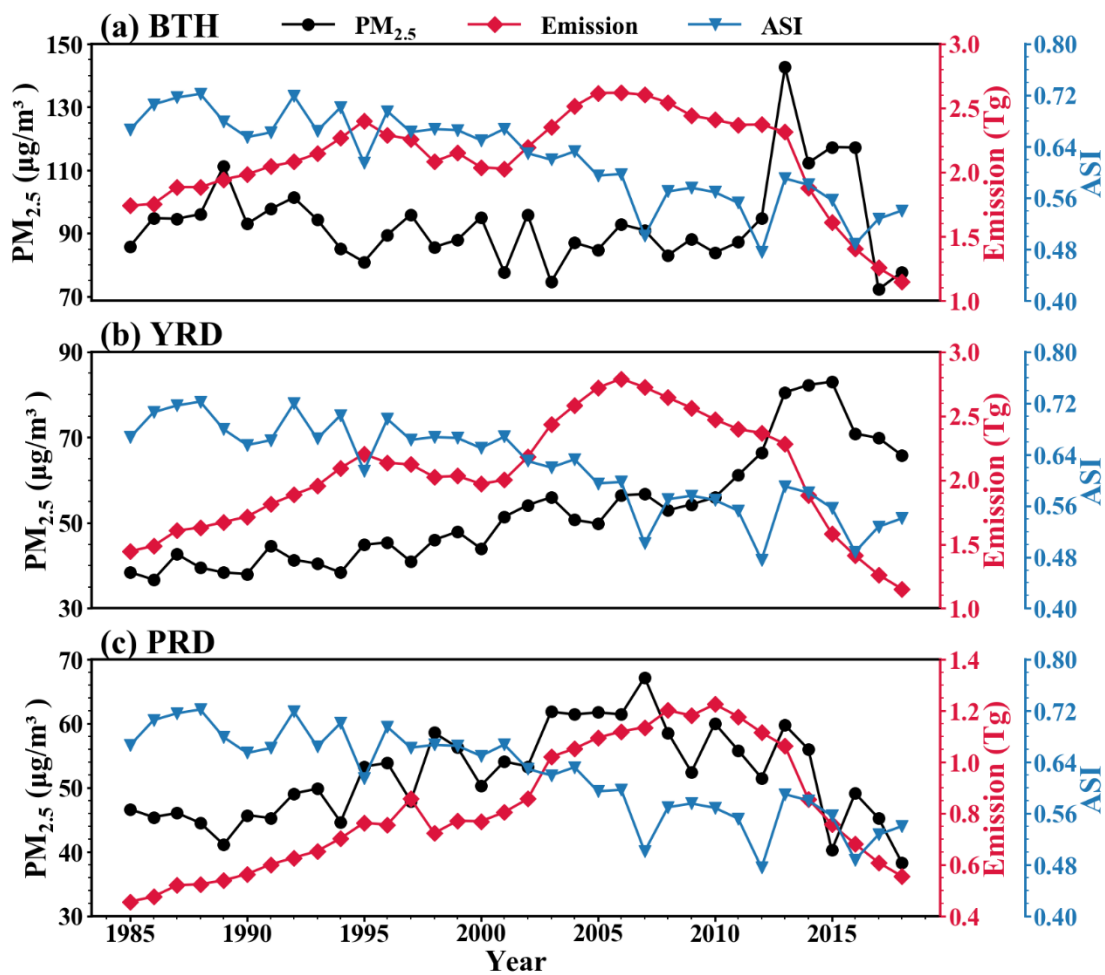 (a) BTH PM2.5 Emission ASI
150 3.0 0.80
130 2.5 0.72
110 2.0 0.64
90 1.5 0.56
70 1.0 0.48
0.40
PM2.5 (μg/m³)
Emission (Tg)
ASI
(b) YRD
90 3.0 0.80
70 2.5 0.72
50 2.0 0.64
30 1.5 0.56
1.0 0.48
0.40
PM2.5 (μg/m³)
Emission (Tg)
ASI
(c) PRD
70 1.4 0.80
60 1.2 0.72
50 1.0 0.64
40 0.8 0.56
30 0.6 0.48
0.4 0.40
PM2.5 (μg/m³)
Emission (Tg)
ASI
1985 1990 1995 2000 2005 2010 2015
Year